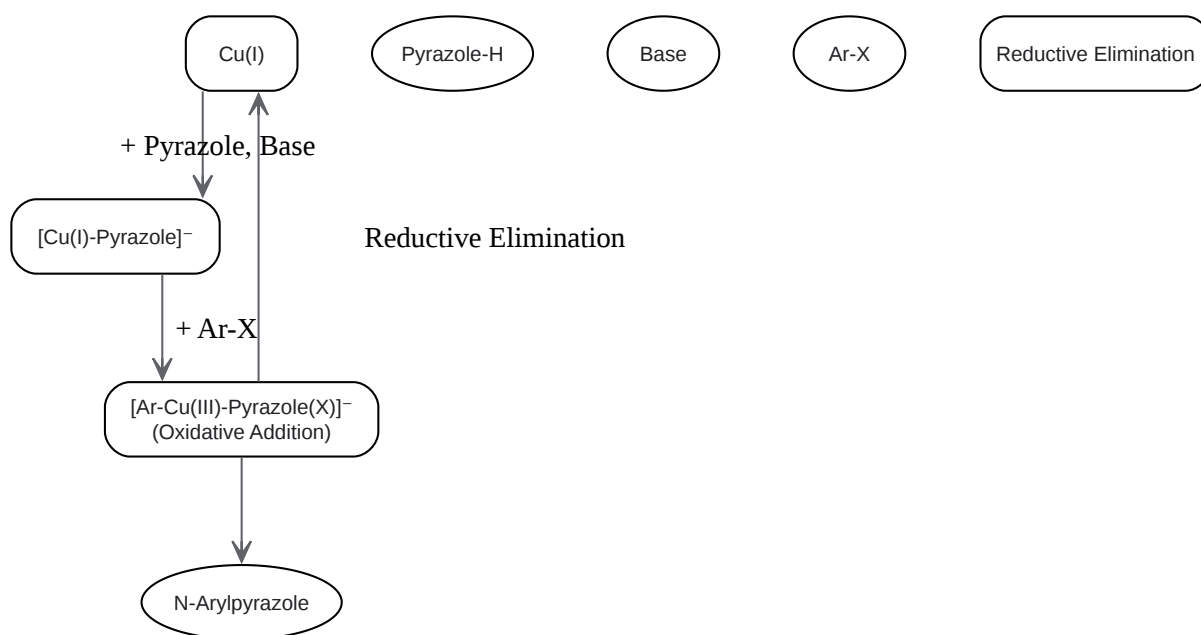 Cu(I)
Pyrazole-H
Base
Ar-X
Reductive Elimination
+ Pyrazole, Base
[Cu(I)-Pyrazole]⁻
Reductive Elimination
+ Ar-X
[Ar-Cu(III)-Pyrazole(X)]⁻
(Oxidative Addition)
N-Arylpyrazole